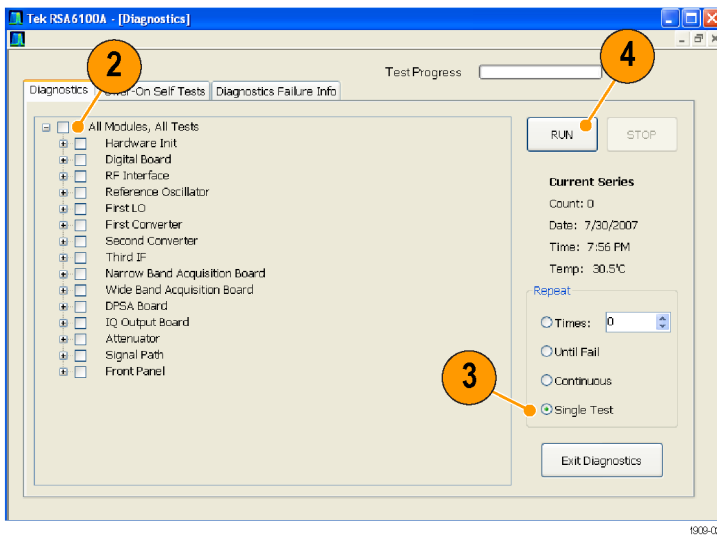 Tek RSA6100A - [Diagnostics]
2
4
Test Progress
Diagnostics
er-On Self Tests
Diagnostics Failure Info
All Modules, All Tests
Hardware Init
Digital Board
RF Interface
Reference Oscillator
First LO
First Converter
Second Converter
Third IF
Narrow Band Acquisition Board
Wide Band Acquisition Board
DPSA Board
IQ Output Board
Attenuator
Signal Path
Front Panel
RUN
STOP
Current Series
Count: 0
Date: 7/30/2007
Time: 7:56 PM
Temp: 30.5°C
Repeat
Times: 0
Until Fail
Continuous
3
Single Test
Exit Diagnostics